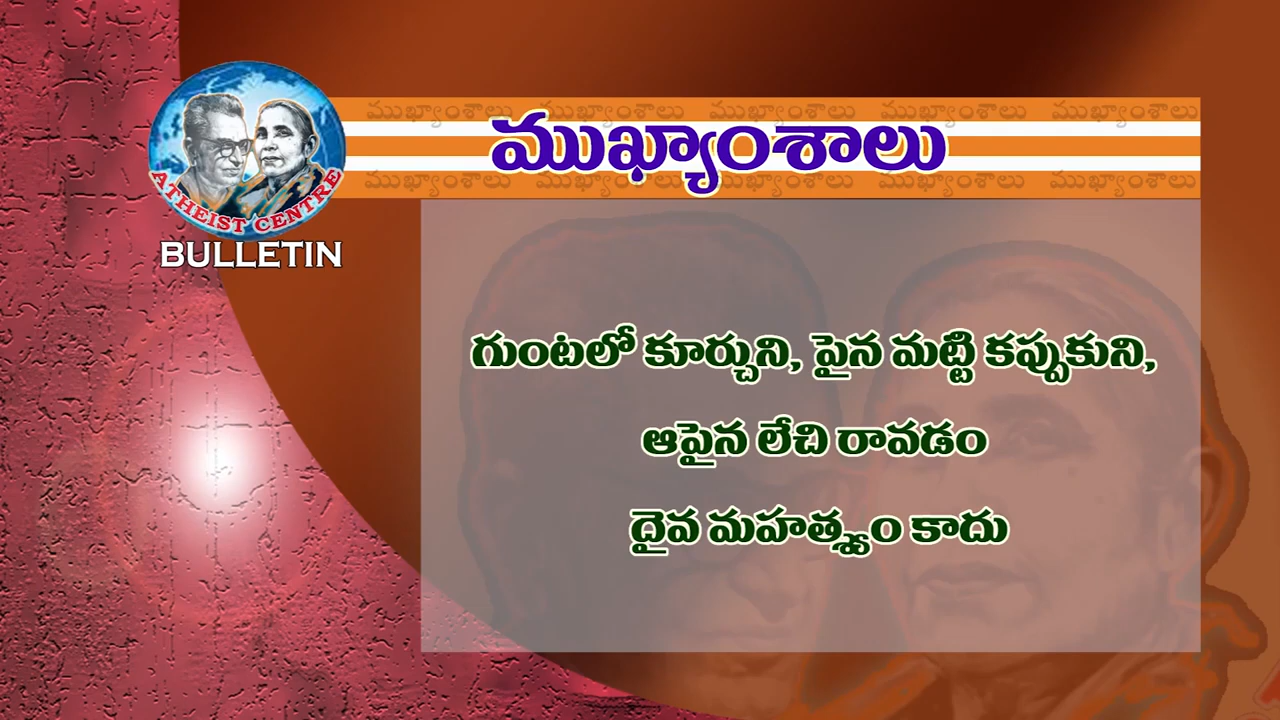 ముఖ్యాంశాలు ముఖ్యాంశాలు ముఖ్యాంశాలు ముఖ్యాంశాలు ముఖ్యాంశాలు
ముఖ్యాంశాలు
ముఖ్యాంశాలు ముఖ్యాంశాలు ముఖ్యాంశాలు ముఖ్యాంశాలు ముఖ్యాంశాలు
ATHEIST CENTRE
BULLETIN
గుంటలో కూర్చుని, పైన మట్టి కప్పుకుని,
ఆపైన లేచి రావడం
దైవ మహత్మ్యం కాదు